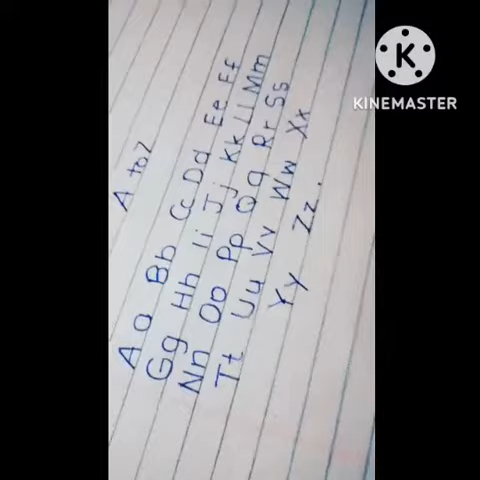 A to Z
Aa Bb Cc Dd Ee Ff
Gg Hh Ii Jj Kk Ll Mm
Nn Oo Pp Qq Rr Ss
Tt Uu Vv Ww Xx
Yy Zz.
K
KINEMASTER